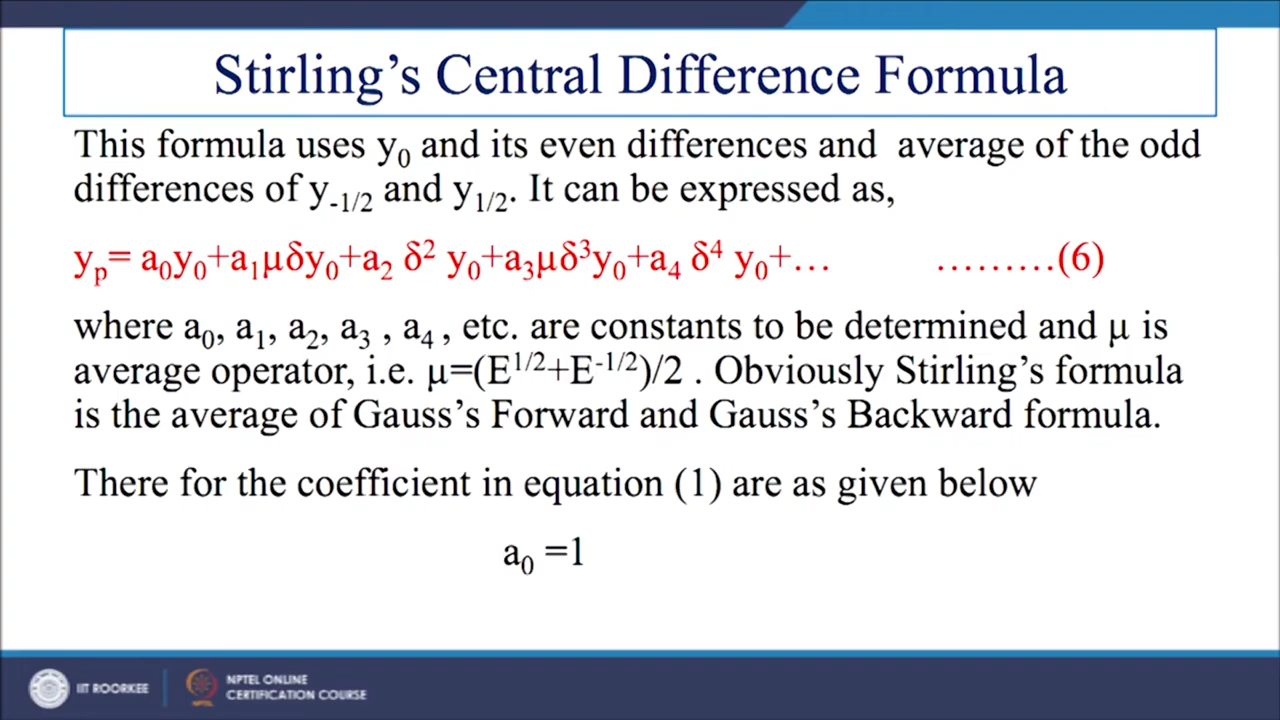 Stirling's Central Difference Formula
This formula uses y₀ and its even differences and average of the odd
differences of y₋₁/₂ and y₁/₂. It can be expressed as,
yₚ= a₀y₀+a₁μδy₀+a₂ δ² y₀+a₃μδ³y₀+a₄ δ⁴ y₀+… ………(6)
where a₀, a₁, a₂, a₃ , a₄ , etc. are constants to be determined and μ is
average operator, i.e. μ=(E^1/2+E^-1/2)/2 . Obviously Stirling's formula
is the average of Gauss's Forward and Gauss's Backward formula.
There for the coefficient in equation (1) are as given below
a₀ =1
IIT ROORKEE
NPTEL ONLINE
CERTIFICATION COURSE